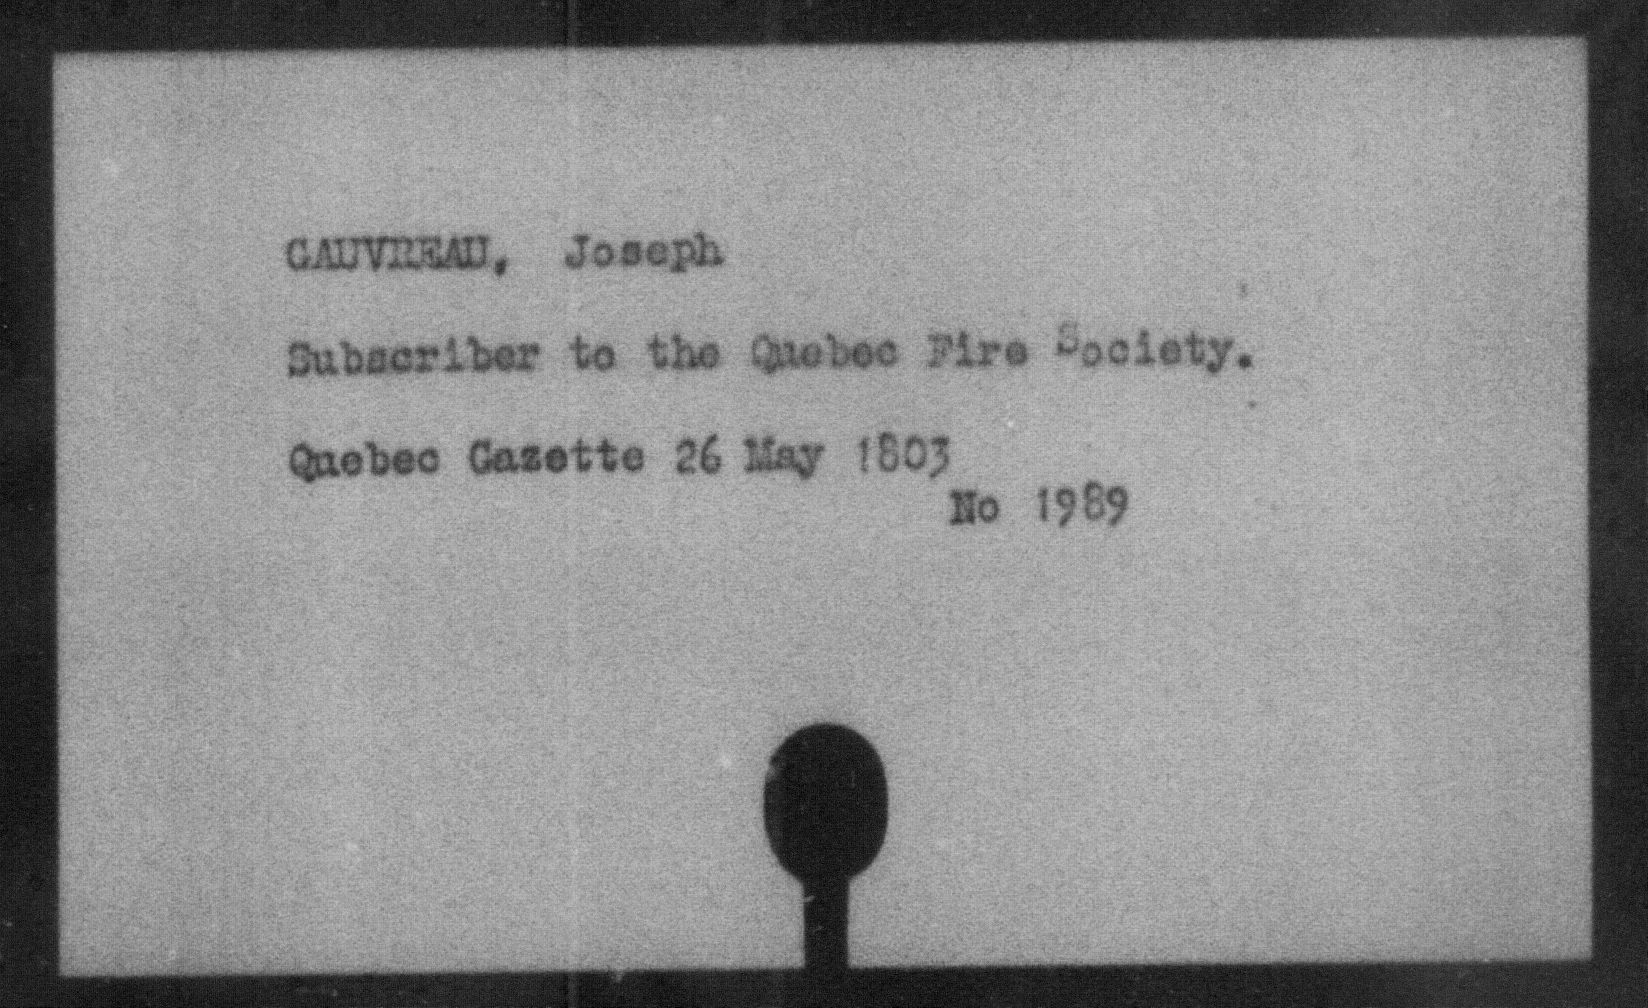 GAUVREAU, Joseph
Subscriber to the Quebec Fire Society.
Quebec Gazette 26 May 1803
No 1989